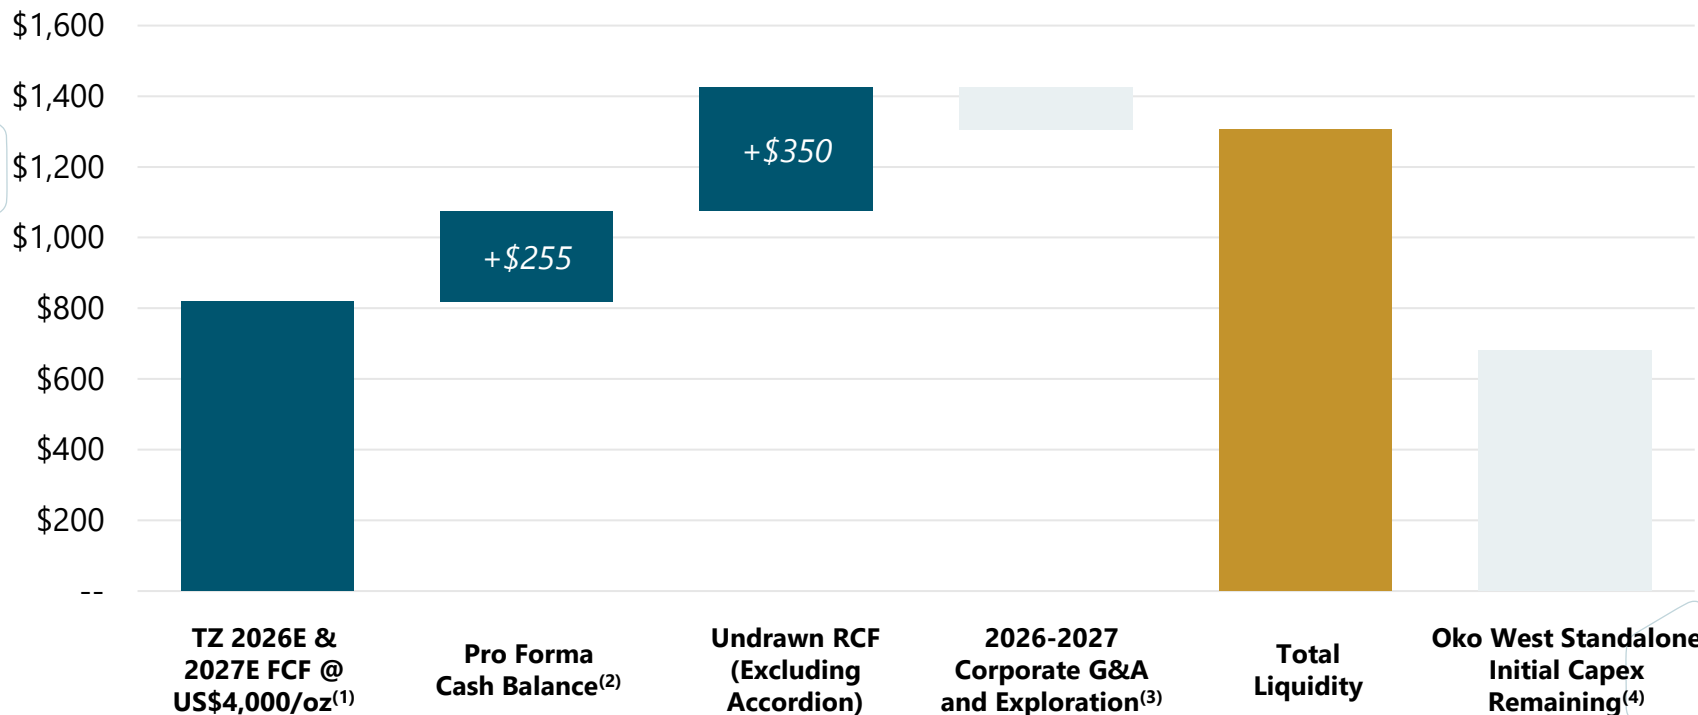 $1,600
$1,400
$1,200
$1,000
$800
$600
$400
$200
--
+$255
+$350
TZ 2026E &
2027E FCF @
US$4,000/oz(1)
Pro Forma
Cash Balance(2)
Undrawn RCF
(Excluding
Accordion)
2026-2027
Corporate G&A
and Exploration(3)
Total
Liquidity
Oko West Standalone
Initial Capex
Remaining(4)